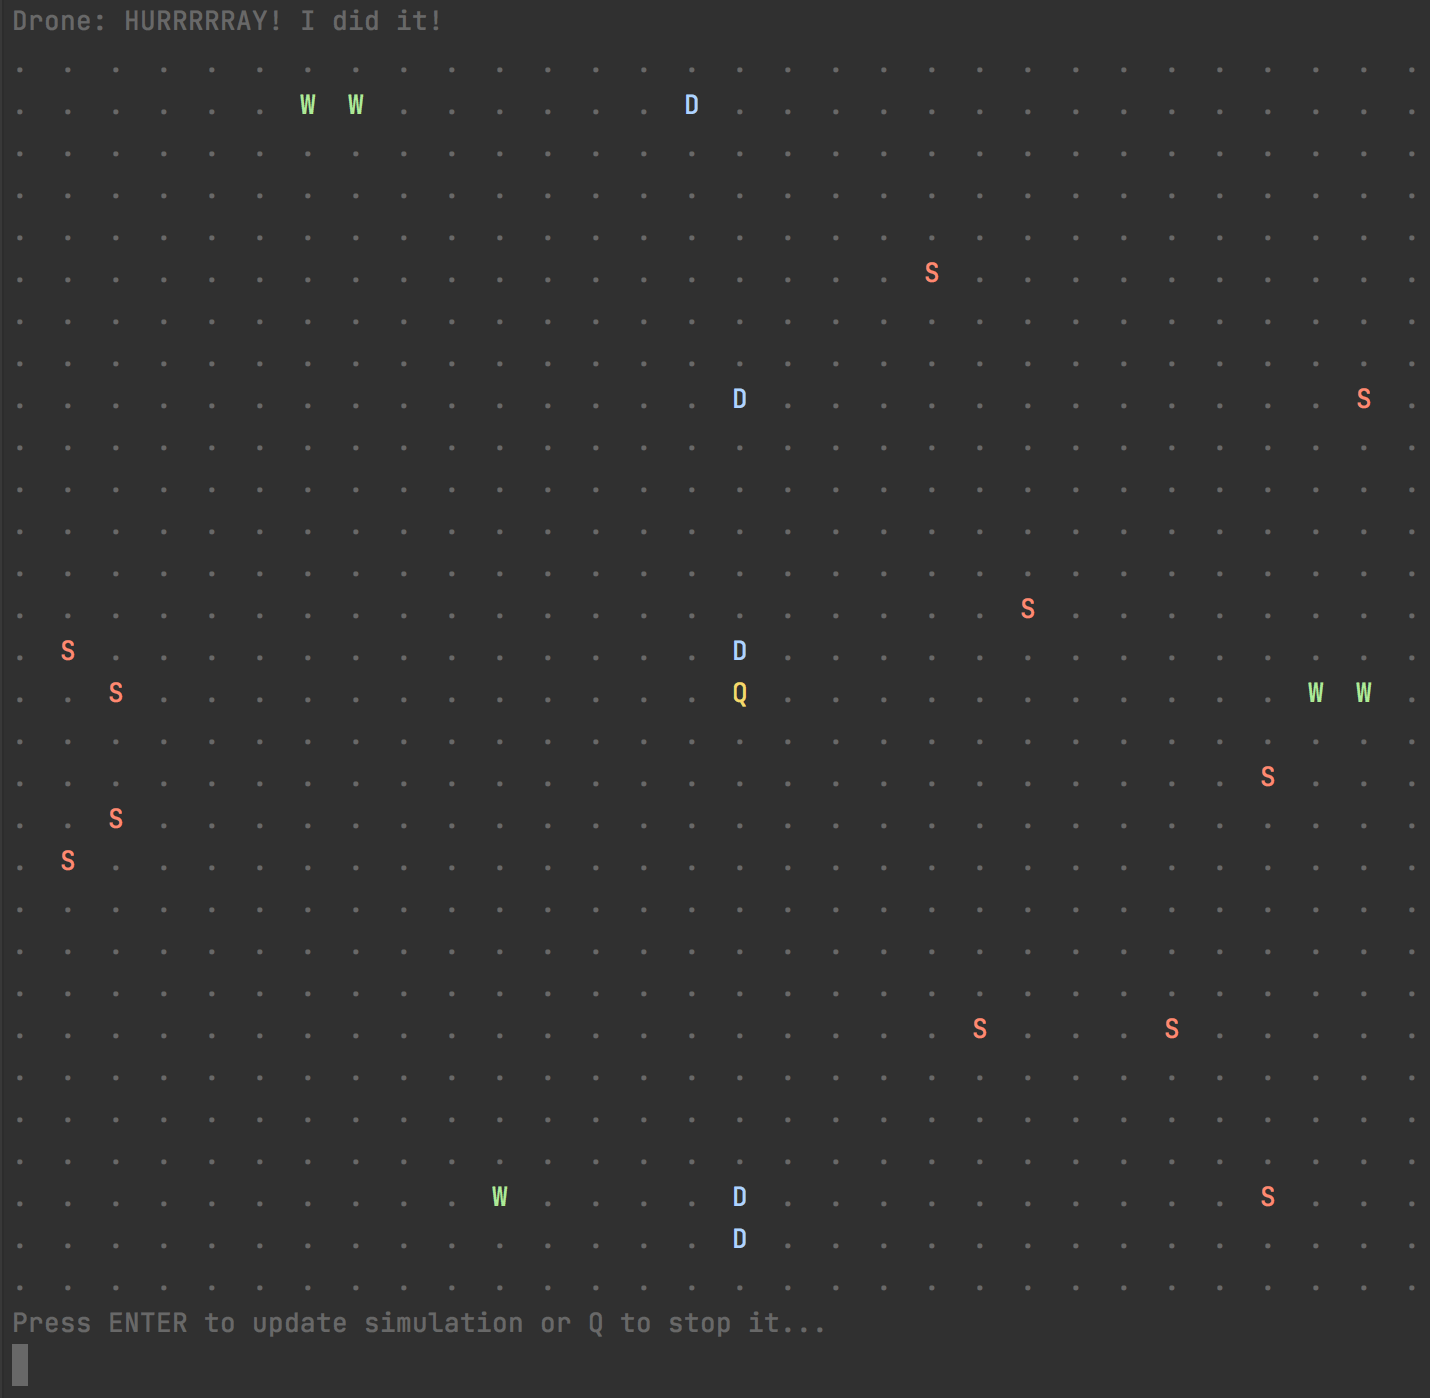 Drone: HURRRRRAY! I did it!
. . . . . . . . . . . . . . . . . . . . . . . . . . . . . .
. . . . . . W W . . . . . . D . . . . . . . . . . . . . . .
. . . . . . . . . . . . . . . . . . . . . . . . . . . . . .
. . . . . . . . . . . . . . . . . . . . . . . . . . . . . .
. . . . . . . . . . . . . . . . . . . . . . . . . . . . . .
. . . . . . . . . . . . . . . . . . . S . . . . . . . . . .
. . . . . . . . . . . . . . . . . . . . . . . . . . . . . .
. . . . . . . . . . . . . . . . . . . . . . . . . . . . . .
. . . . . . . . . . . . . . . D . . . . . . . . . . . . S .
. . . . . . . . . . . . . . . . . . . . . . . . . . . . . .
. . . . . . . . . . . . . . . . . . . . . . . . . . . . . .
. . . . . . . . . . . . . . . . . . . . . . . . . . . . . .
. . . . . . . . . . . . . . . . . . . . . . . . . . . . . .
. . . . . . . . . . . . . . . . . . . . . S . . . . . . . .
. S . . . . . . . . . . . . . D . . . . . . . . . . . . . .
. . S . . . . . . . . . . . . Q . . . . . . . . . . . W W .
. . . . . . . . . . . . . . . . . . . . . . . . . . . . . .
. . . . . . . . . . . . . . . . . . . . . . . . . . S . . .
. . S . . . . . . . . . . . . . . . . . . . . . . . . . . .
. S . . . . . . . . . . . . . . . . . . . . . . . . . . . .
. . . . . . . . . . . . . . . . . . . . . . . . . . . . . .
. . . . . . . . . . . . . . . . . . . . . . . . . . . . . .
. . . . . . . . . . . . . . . . . . . . . . . . . . . . . .
. . . . . . . . . . . . . . . . . . . . S . . . S . . . . .
. . . . . . . . . . . . . . . . . . . . . . . . . . . . . .
. . . . . . . . . . . . . . . . . . . . . . . . . . . . . .
. . . . . . . . . . . . . . . . . . . . . . . . . . . . . .
. . . . . . . . . . W . . . . D . . . . . . . . . . S . . .
. . . . . . . . . . . . . . . D . . . . . . . . . . . . . .
. . . . . . . . . . . . . . . . . . . . . . . . . . . . . .
Press ENTER to update simulation or Q to stop it...